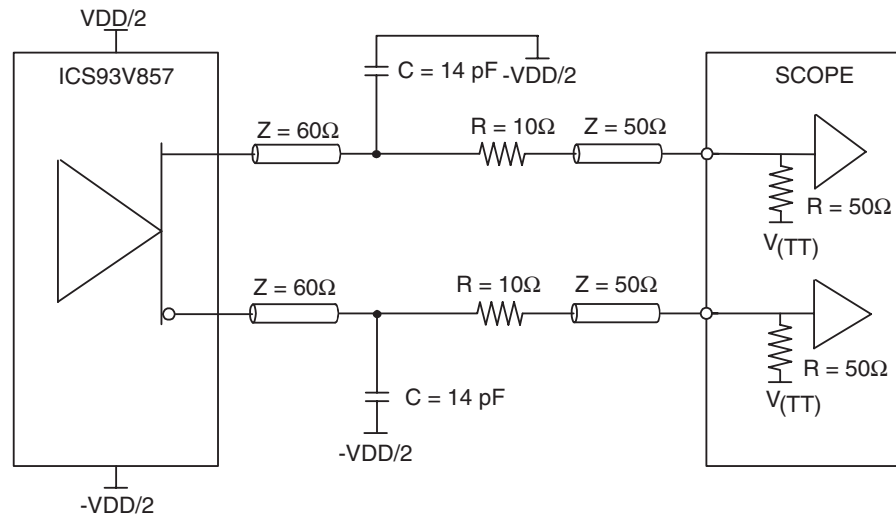 VDD/2
ICS93V857
C = 14 pF
-VDD/2
SCOPE
Z = 60Ω
R = 10Ω
Z = 50Ω
R = 50Ω
V(TT)
Z = 60Ω
R = 10Ω
Z = 50Ω
R = 50Ω
V(TT)
C = 14 pF
-VDD/2
-VDD/2